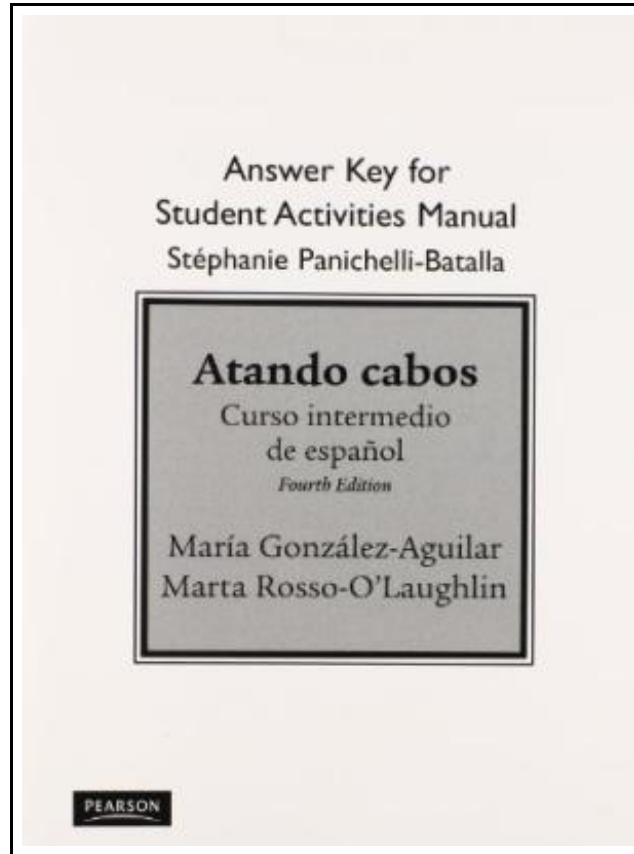 Answer Key for
Student Activities Manual
Stéphanie Panichelli-Batalla
Atando cabos
Curso intermedio
de español
Fourth Edition
María González-Aguilar
Marta Rosso-O'Laughlin
PEARSON